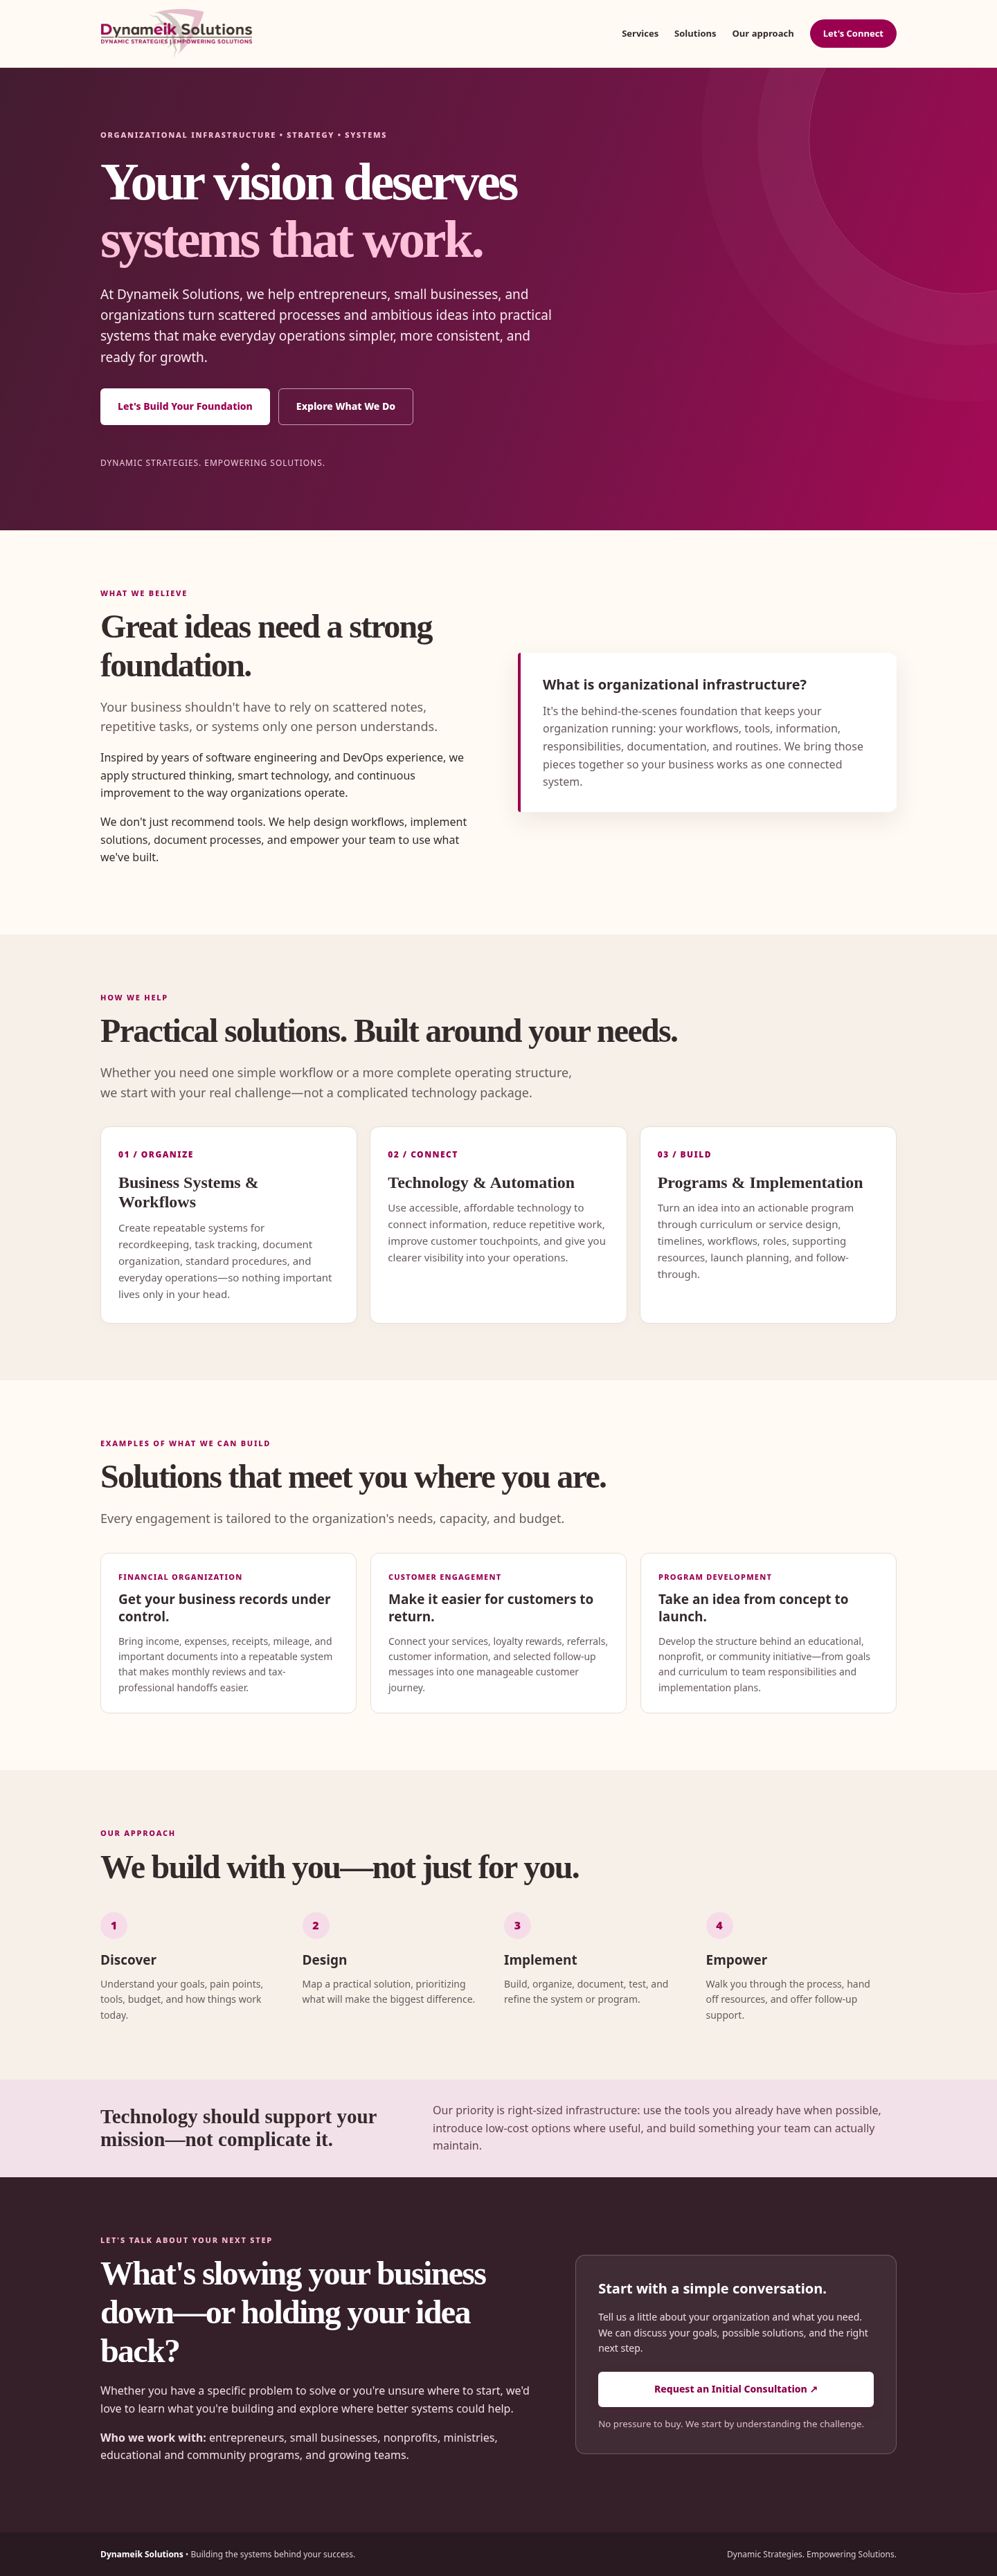 Dynameik Solutions
DYNAMIC STRATEGIES | EMPOWERING SOLUTIONS
Services
Solutions
Our approach
Let's Connect
ORGANIZATIONAL INFRASTRUCTURE • STRATEGY • SYSTEMS
Your vision deserves
systems that work.
At Dynameik Solutions, we help entrepreneurs, small businesses, and
organizations turn scattered processes and ambitious ideas into practical
systems that make everyday operations simpler, more consistent, and
ready for growth.
Let's Build Your Foundation
Explore What We Do
DYNAMIC STRATEGIES. EMPOWERING SOLUTIONS.
WHAT WE BELIEVE
Great ideas need a strong
foundation.
Your business shouldn't have to rely on scattered notes,
repetitive tasks, or systems only one person understands.
Inspired by years of software engineering and DevOps experience, we
apply structured thinking, smart technology, and continuous
improvement to the way organizations operate.
We don't just recommend tools. We help design workflows, implement
solutions, document processes, and empower your team to use what
we've built.
What is organizational infrastructure?
It's the behind-the-scenes foundation that keeps your
organization running: your workflows, tools, information,
responsibilities, documentation, and routines. We bring those
pieces together so your business works as one connected
system.
HOW WE HELP
Practical solutions. Built around your needs.
Whether you need one simple workflow or a more complete operating structure,
we start with your real challenge—not a complicated technology package.
01 / ORGANIZE
Business Systems &
Workflows
Create repeatable systems for
recordkeeping, task tracking, document
organization, standard procedures, and
everyday operations—so nothing important
lives only in your head.
02 / CONNECT
Technology & Automation
Use accessible, affordable technology to
connect information, reduce repetitive work,
improve customer touchpoints, and give you
clearer visibility into your operations.
03 / BUILD
Programs & Implementation
Turn an idea into an actionable program
through curriculum or service design,
timelines, workflows, roles, supporting
resources, launch planning, and follow-
through.
EXAMPLES OF WHAT WE CAN BUILD
Solutions that meet you where you are.
Every engagement is tailored to the organization's needs, capacity, and budget.
FINANCIAL ORGANIZATION
Get your business records under
control.
Bring income, expenses, receipts, mileage, and
important documents into a repeatable system
that makes monthly reviews and tax-
professional handoffs easier.
CUSTOMER ENGAGEMENT
Make it easier for customers to
return.
Connect your services, loyalty rewards, referrals,
customer information, and selected follow-up
messages into one manageable customer
journey.
PROGRAM DEVELOPMENT
Take an idea from concept to
launch.
Develop the structure behind an educational,
nonprofit, or community initiative—from goals
and curriculum to team responsibilities and
implementation plans.
OUR APPROACH
We build with you—not just for you.
1
Discover
Understand your goals, pain points,
tools, budget, and how things work
today.
2
Design
Map a practical solution, prioritizing
what will make the biggest difference.
3
Implement
Build, organize, document, test, and
refine the system or program.
4
Empower
Walk you through the process, hand
off resources, and offer follow-up
support.
Technology should support your
mission—not complicate it.
Our priority is right-sized infrastructure: use the tools you already have when possible,
introduce low-cost options where useful, and build something your team can actually
maintain.
LET'S TALK ABOUT YOUR NEXT STEP
What's slowing your business
down—or holding your idea
back?
Whether you have a specific problem to solve or you're unsure where to start, we'd
love to learn what you're building and explore where better systems could help.
Who we work with: entrepreneurs, small businesses, nonprofits, ministries,
educational and community programs, and growing teams.
Start with a simple conversation.
Tell us a little about your organization and what you need.
We can discuss your goals, possible solutions, and the right
next step.
Request an Initial Consultation ↗
No pressure to buy. We start by understanding the challenge.
Dynameik Solutions • Building the systems behind your success.
Dynamic Strategies. Empowering Solutions.